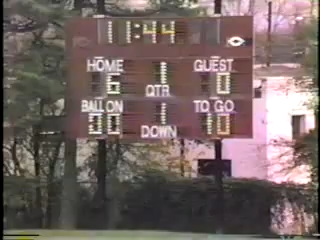 11:44
HOME 1 GUEST
6 QTR 0
BALL ON 1 TO GO
00 DOWN 10